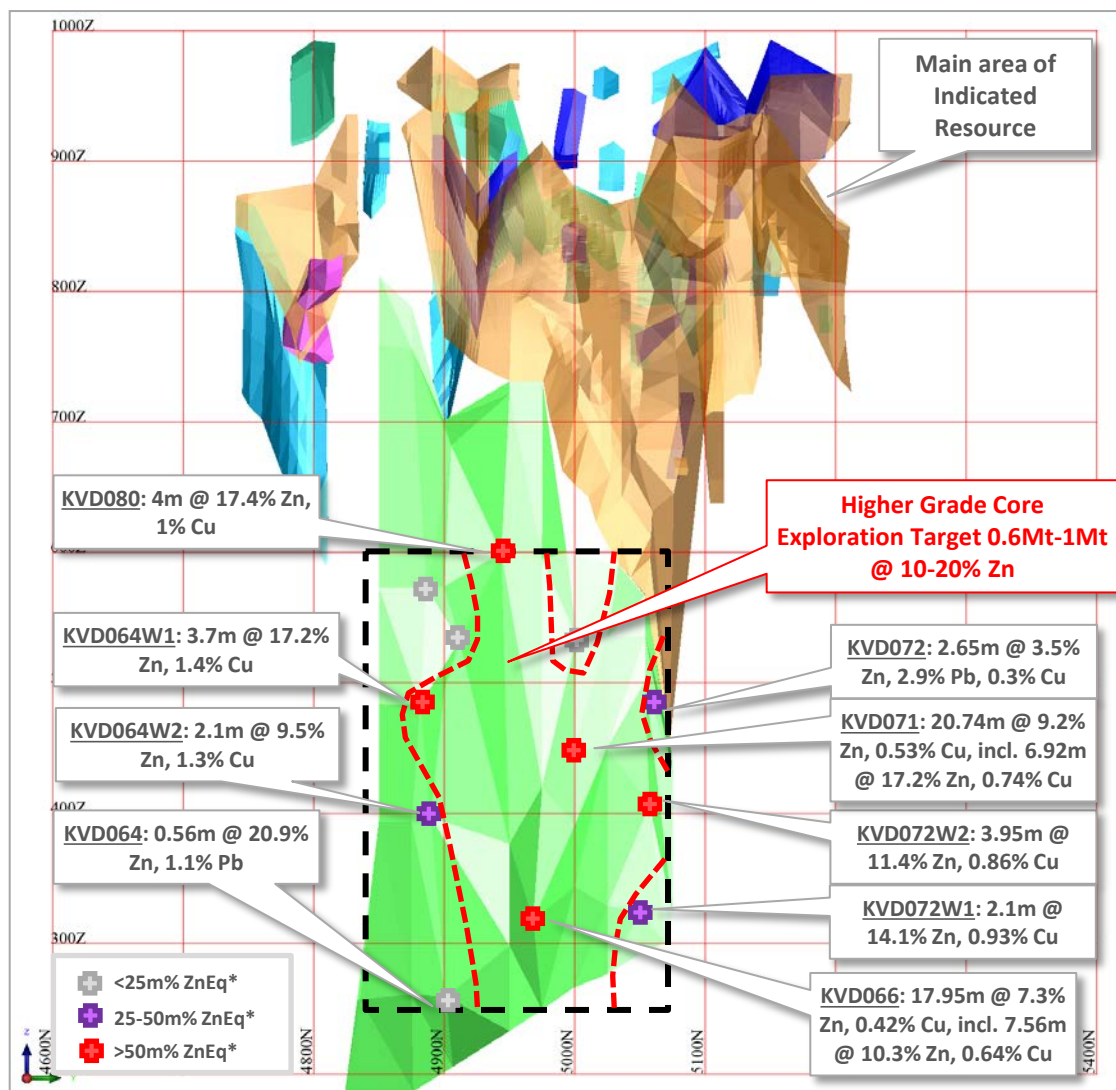 1000Z
Main area of
Indicated
Resource
900Z
800Z
700Z
KVD080: 4m @ 17.4% Zn,
1% Cu
Higher Grade Core
Exploration Target 0.6Mt-1Mt
@ 10-20% Zn
KVD064W1: 3.7m @ 17.2%
Zn, 1.4% Cu
KVD072: 2.65m @ 3.5%
Zn, 2.9% Pb, 0.3% Cu
KVD064W2: 2.1m @ 9.5%
Zn, 1.3% Cu
KVD071: 20.74m @ 9.2%
Zn, 0.53% Cu, incl. 6.92m
@ 17.2% Zn, 0.74% Cu
400Z
KVD064: 0.56m @ 20.9%
Zn, 1.1% Pb
KVD072W2: 3.95m @
11.4% Zn, 0.86% Cu
KVD072W1: 2.1m @
14.1% Zn, 0.93% Cu
300Z
<25m% ZnEq*
25-50m% ZnEq*
>50m% ZnEq*
KVD066: 17.95m @ 7.3%
Zn, 0.42% Cu, incl. 7.56m
@ 10.3% Zn, 0.64% Cu
z
4600N
4800N
4900N
5000N
5100N
5400N